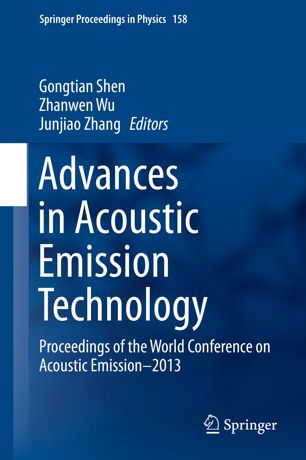 Springer Proceedings in Physics 158
Gongtian Shen
Zhanwen Wu
Junjiao Zhang Editors
Advances
in Acoustic
Emission
Technology
Proceedings of the World Conference on
Acoustic Emission–2013
Springer